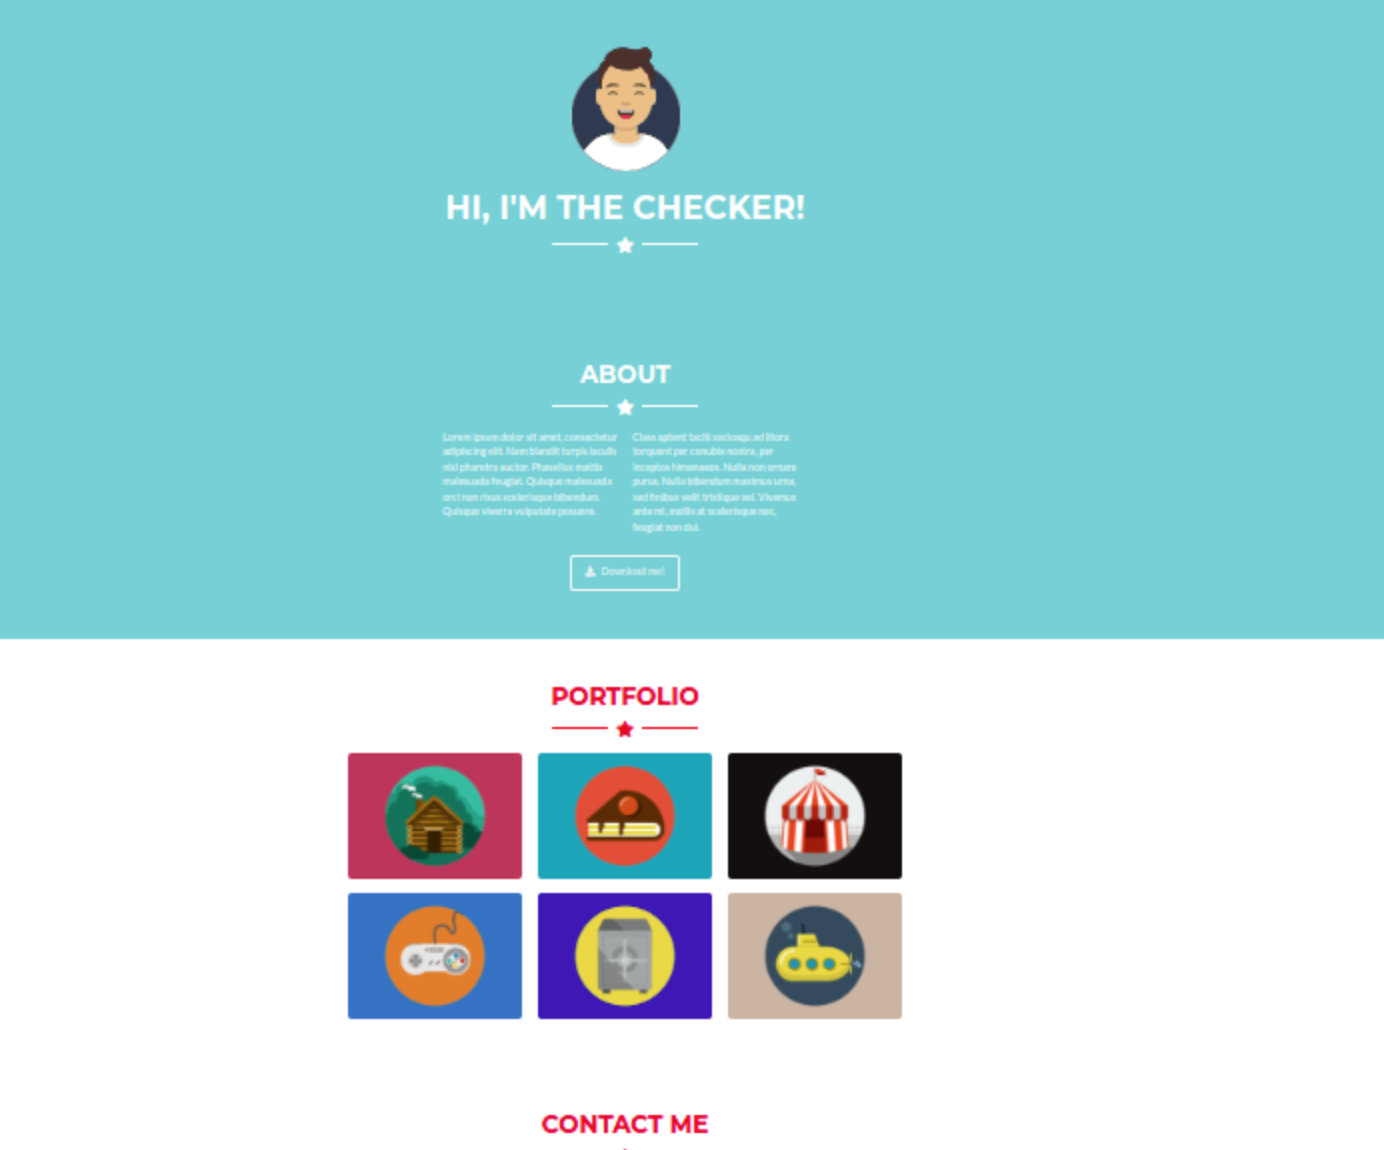 HI, I'M THE CHECKER!
ABOUT
Lorem ipsum dolor sit amet, consectetur
adipiscing elit. Nam blandit turpis iaculis
nisl pharetra auctor. Phasellus mattis
malesuada feugiat. Quisque malesuada
orci non risus scelerisque bibendum.
Quisque viverra vulputate posuere.
Class aptent taciti sociosqu ad litora
torquent per conubia nostra, per
inceptos himenaeos. Nulla non ornare
purus. Nulla bibendum maximus urna,
sed finibus velit tristique vel. Vivamus
ante mi, mollis at scelerisque nec,
feugiat non dui.
Download me!
PORTFOLIO
CONTACT ME